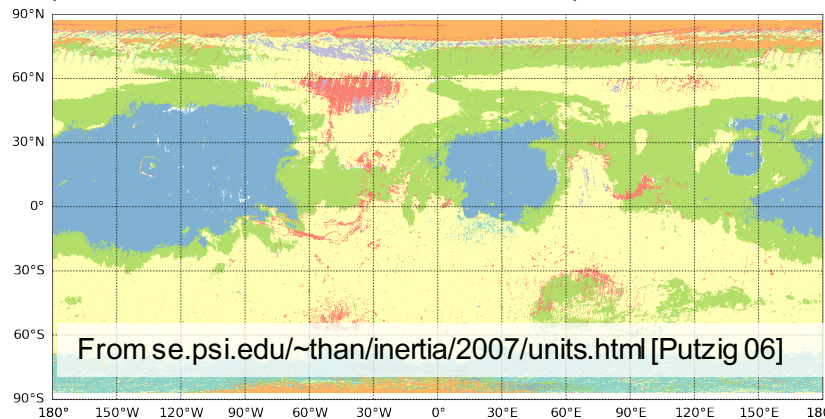 90°N
60°N
30°N
0°
30°S
60°S
90°S
From se.psi.edu/~than/inertia/2007/units.html [Putzig 06]
180° 150°W 120°W 90°W 60°W 30°W 0° 30°E 60°E 90°E 120°E 150°E 180